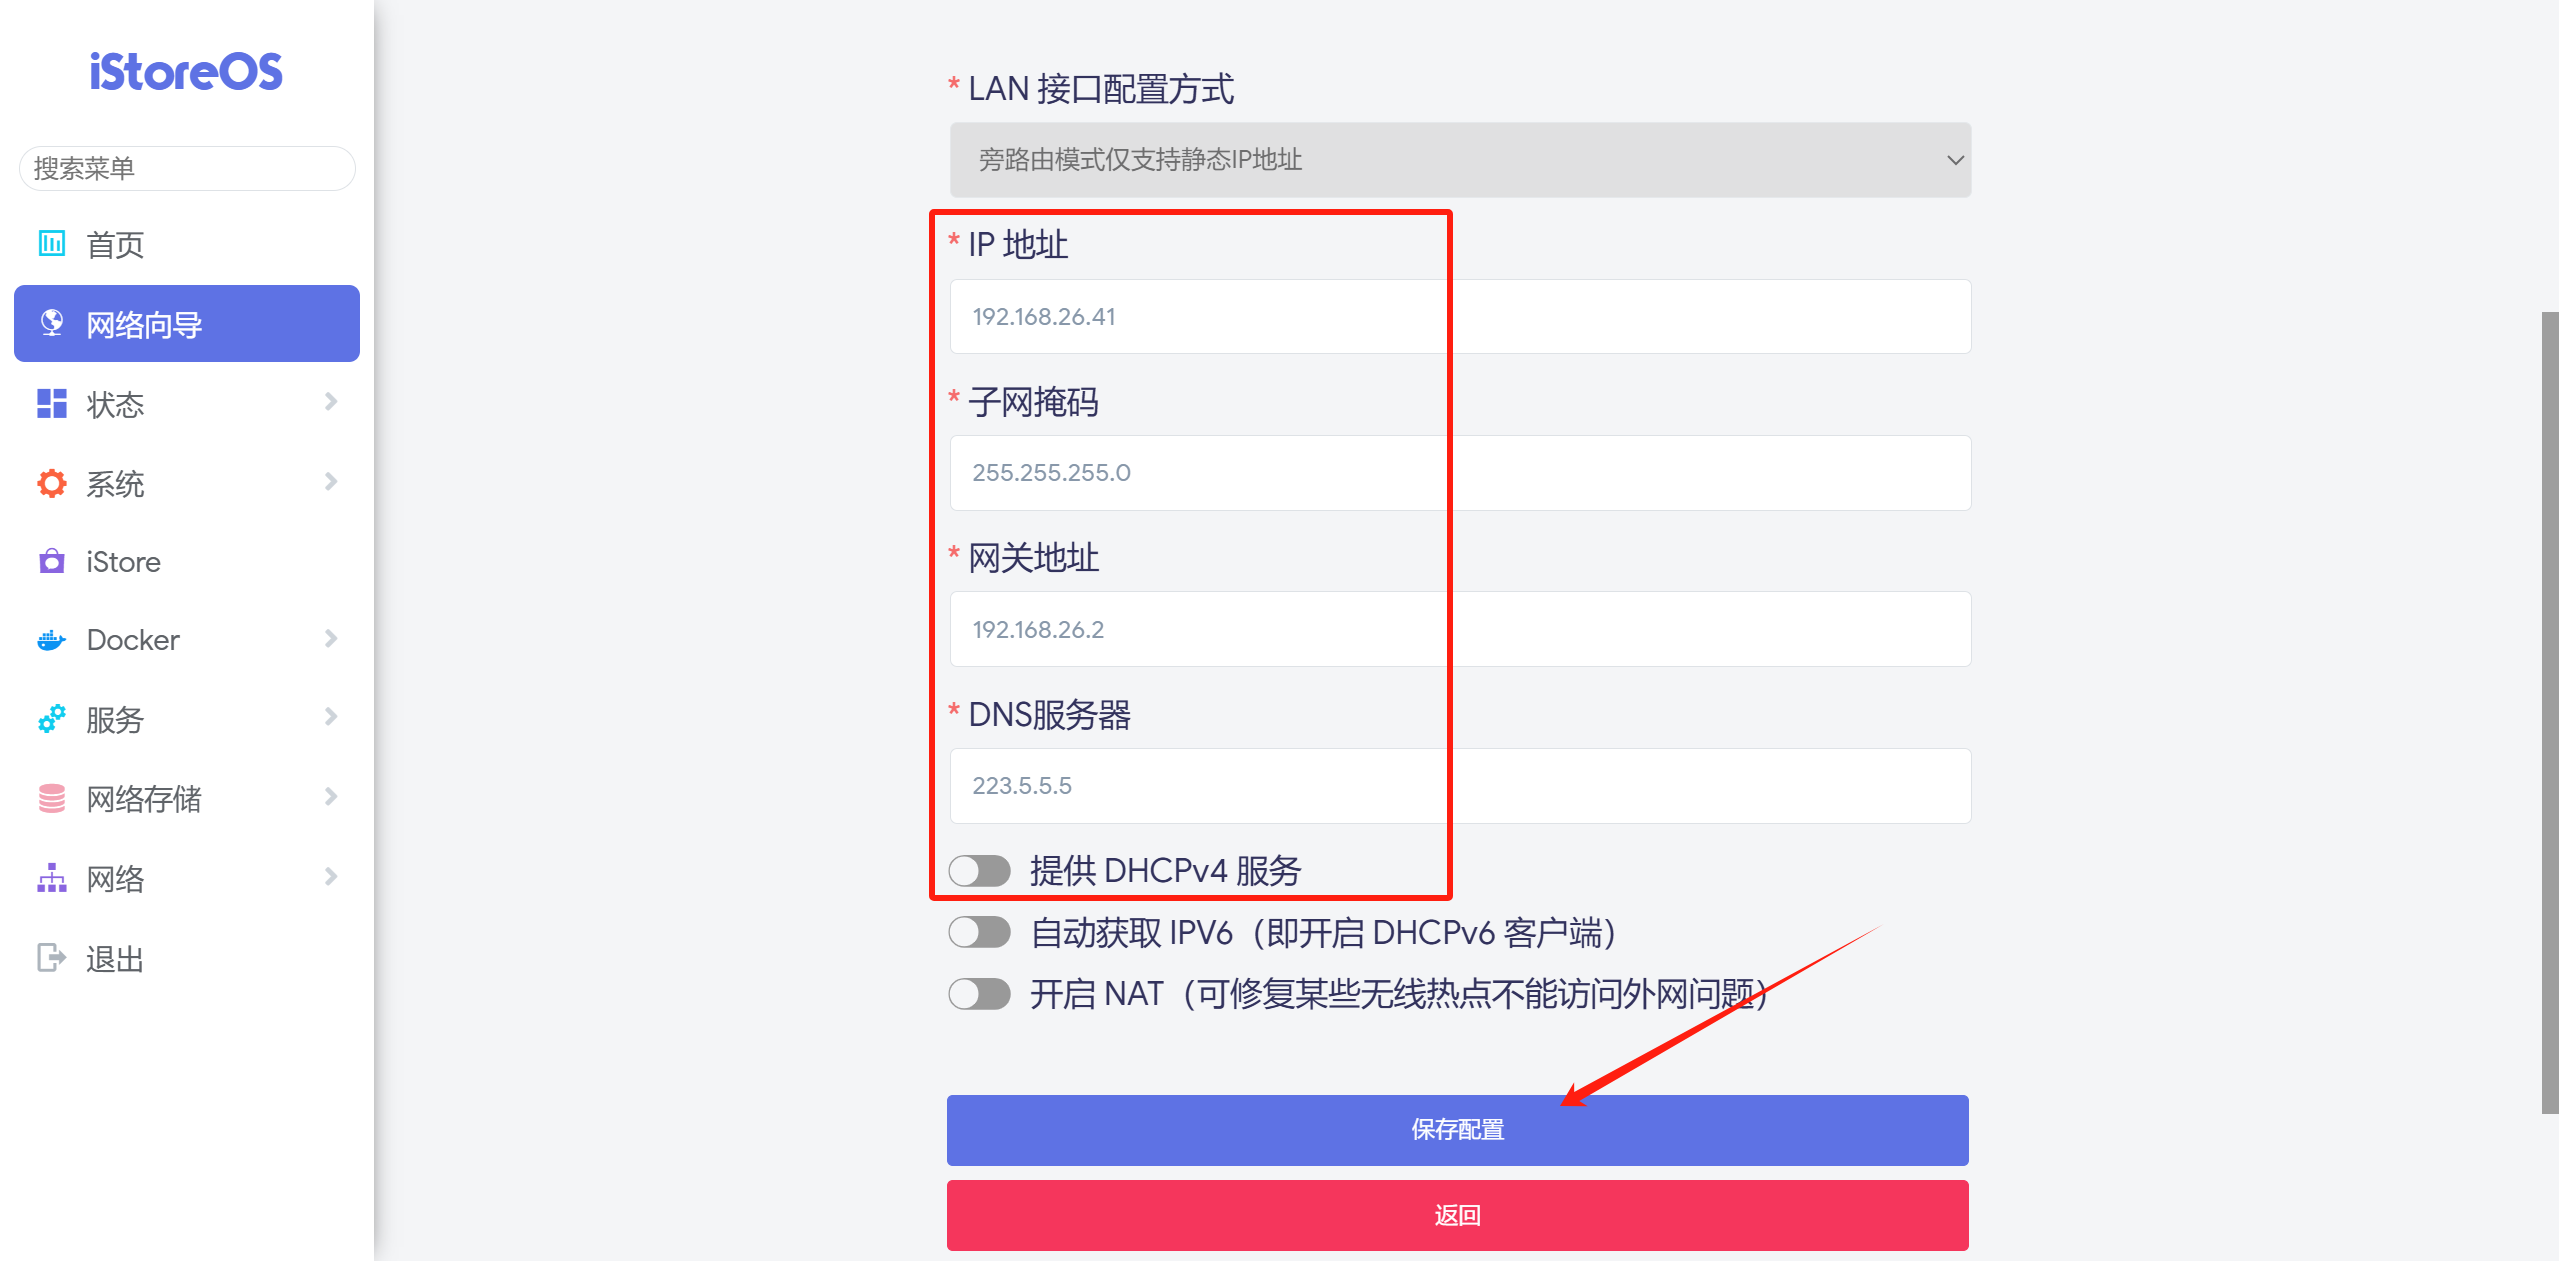 iStoreOS
搜索菜单
首页
网络向导
状态
系统
iStore
Docker
服务
网络存储
网络
退出
* LAN 接口配置方式
旁路由模式仅支持静态IP地址
* IP 地址
192.168.26.41
* 子网掩码
255.255.255.0
* 网关地址
192.168.26.2
* DNS服务器
223.5.5.5
提供 DHCPv4 服务
自动获取 IPV6（即开启 DHCPv6 客户端）
开启 NAT（可修复某些无线热点不能访问外网问题）
保存配置
返回